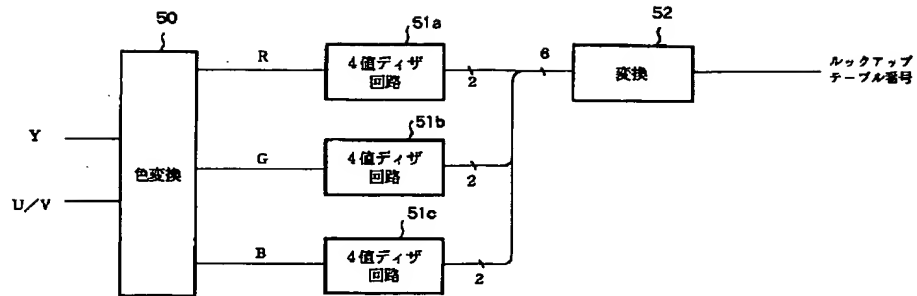 50
51a
52
R
4値ディザ
回路
2
6
変換
ルックアップ
テーブル番号
Y
51b
色変換
G
4値ディザ
回路
2
U/V
51c
B
4値ディザ
回路
2